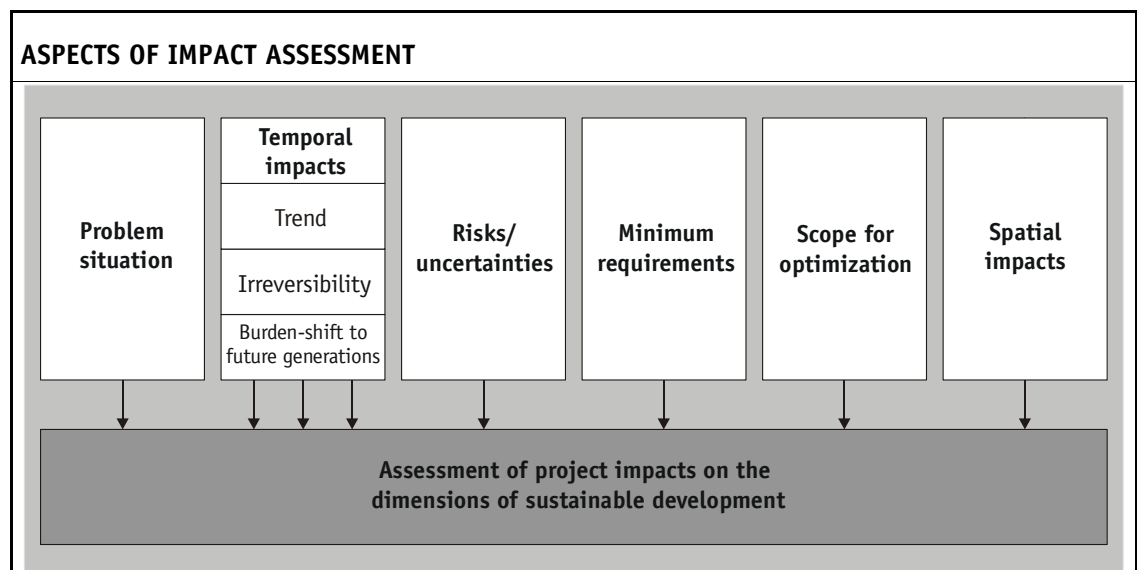 ASPECTS OF IMPACT ASSESSMENT
Problem
situation
Temporal
impacts
Trend
Irreversibility
Burden-shift to
future generations
Risks/
uncertainties
Minimum
requirements
Scope for
optimization
Spatial
impacts
Assessment of project impacts on the
dimensions of sustainable development